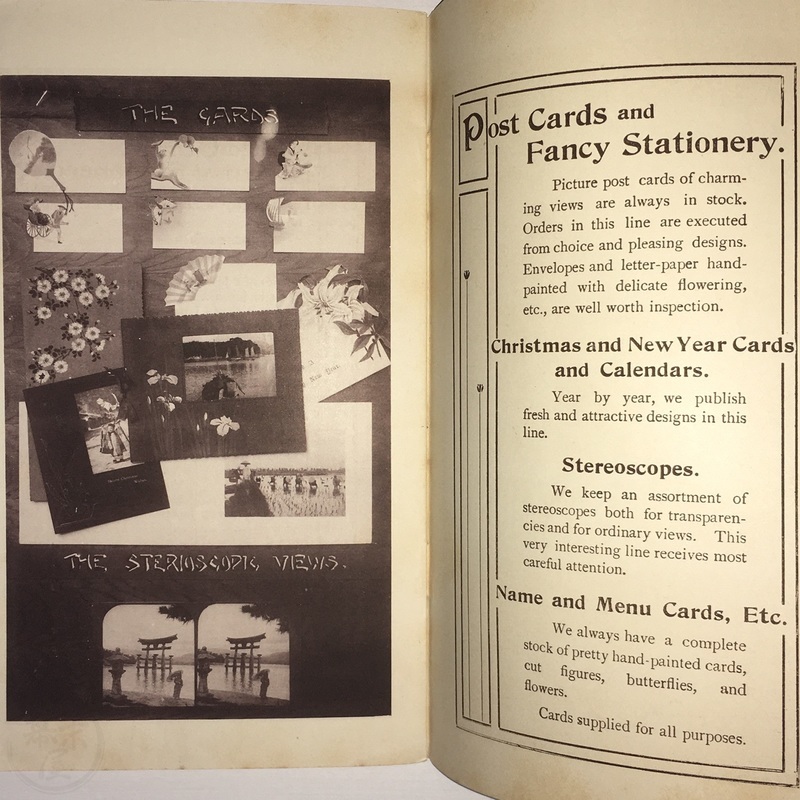 THE CARDS
New Year
THE STERIOSCOPIC VIEWS.
Post Cards and
Fancy Stationery.
Picture post cards of charm-
ing views are always in stock.
Orders in this line are executed
from choice and pleasing designs.
Envelopes and letter-paper hand-
painted with delicate flowering,
etc., are well worth inspection.
Christmas and New Year Cards
and Calendars.
Year by year, we publish
fresh and attractive designs in this
line.
Stereoscopes.
We keep an assortment of
stereoscopes both for transparen-
cies and for ordinary views. This
very interesting line receives most
careful attention.
Name and Menu Cards, Etc.
We always have a complete
stock of pretty hand-painted cards,
cut figures, butterflies, and
flowers.
Cards supplied for all purposes.